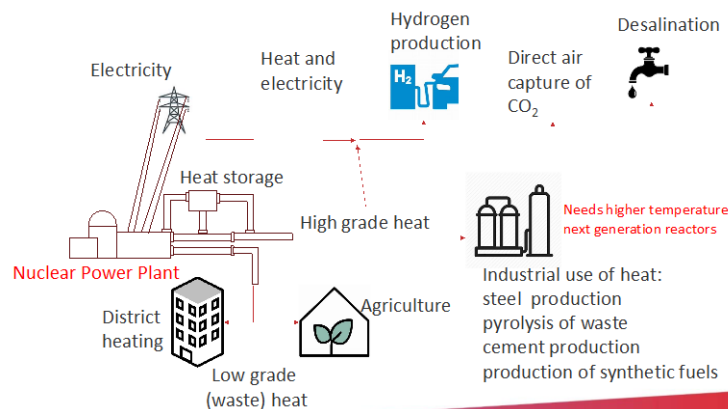 Hydrogen
production
Desalination
Electricity
Heat and
electricity
Direct air
capture of
CO2
H2
Heat storage
High grade heat
Needs higher temperature
next generation reactors
Nuclear Power Plant
District
heating
Agriculture
Low grade
(waste) heat
Industrial use of heat:
steel production
pyrolysis of waste
cement production
production of synthetic fuels